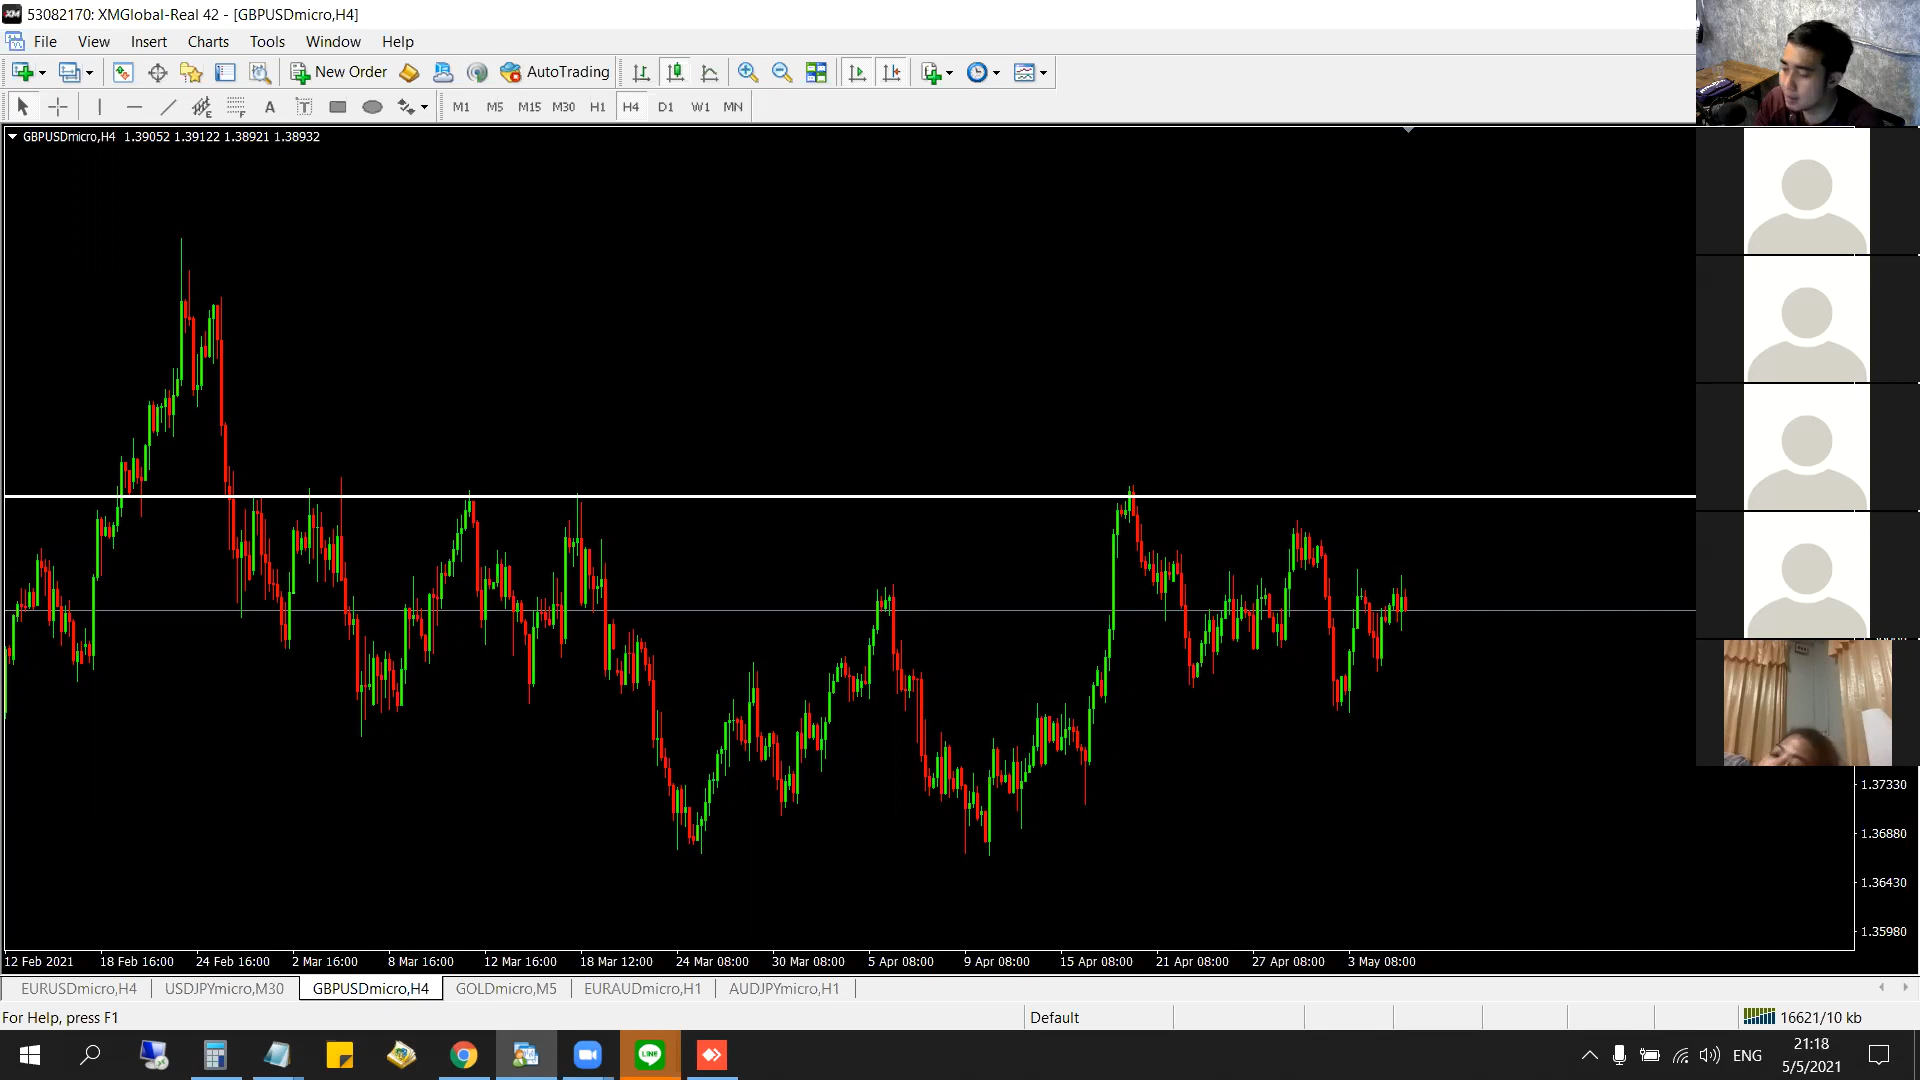 53082170: XMGlobal-Real 42 - [GBPUSDmicro,H4]
File View Insert Charts Tools Window Help
New Order AutoTrading
M1 M5 M15 M30 H1 H4 D1 W1 MN
GBPUSDmicro,H4 1.39052 1.39122 1.38921 1.38932
1.37330
1.36880
1.36430
1.35980
12 Feb 2021 18 Feb 16:00 24 Feb 16:00 2 Mar 16:00 8 Mar 16:00 12 Mar 16:00 18 Mar 12:00 24 Mar 08:00 30 Mar 08:00 5 Apr 08:00 9 Apr 08:00 15 Apr 08:00 21 Apr 08:00 27 Apr 08:00 3 May 08:00
EURUSDmicro,H4 USDJPYmicro,M30 GBPUSDmicro,H4 GOLDmicro,M5 EURAUDmicro,H1 AUDJPYmicro,H1
For Help, press F1 Default 16621/10 kb
LINE ENG 21:18
5/5/2021